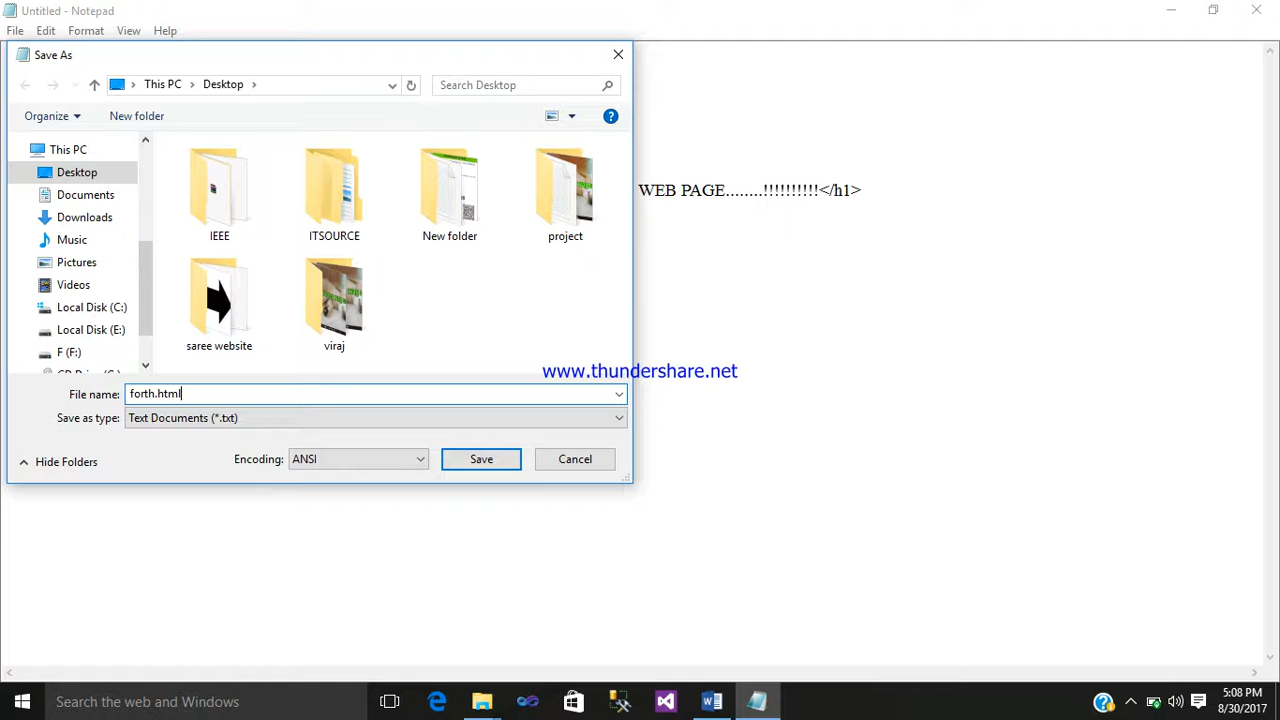 Untitled - Notepad
File Edit Format View Help
Save As
This PC Desktop
Search Desktop
Organize New folder
This PC
Desktop
Documents
Downloads
Music
Pictures
Videos
Local Disk (C:)
Local Disk (E:)
F (F:)
IEEE ITSOURCE New folder project
saree website viraj
WEB PAGE........!!!!!!!!!!</h1>
www.thundershare.net
File name: forth.html
Save as type: Text Documents (*.txt)
Hide Folders Encoding: ANSI Save Cancel
Search the web and Windows
5:08 PM
8/30/2017